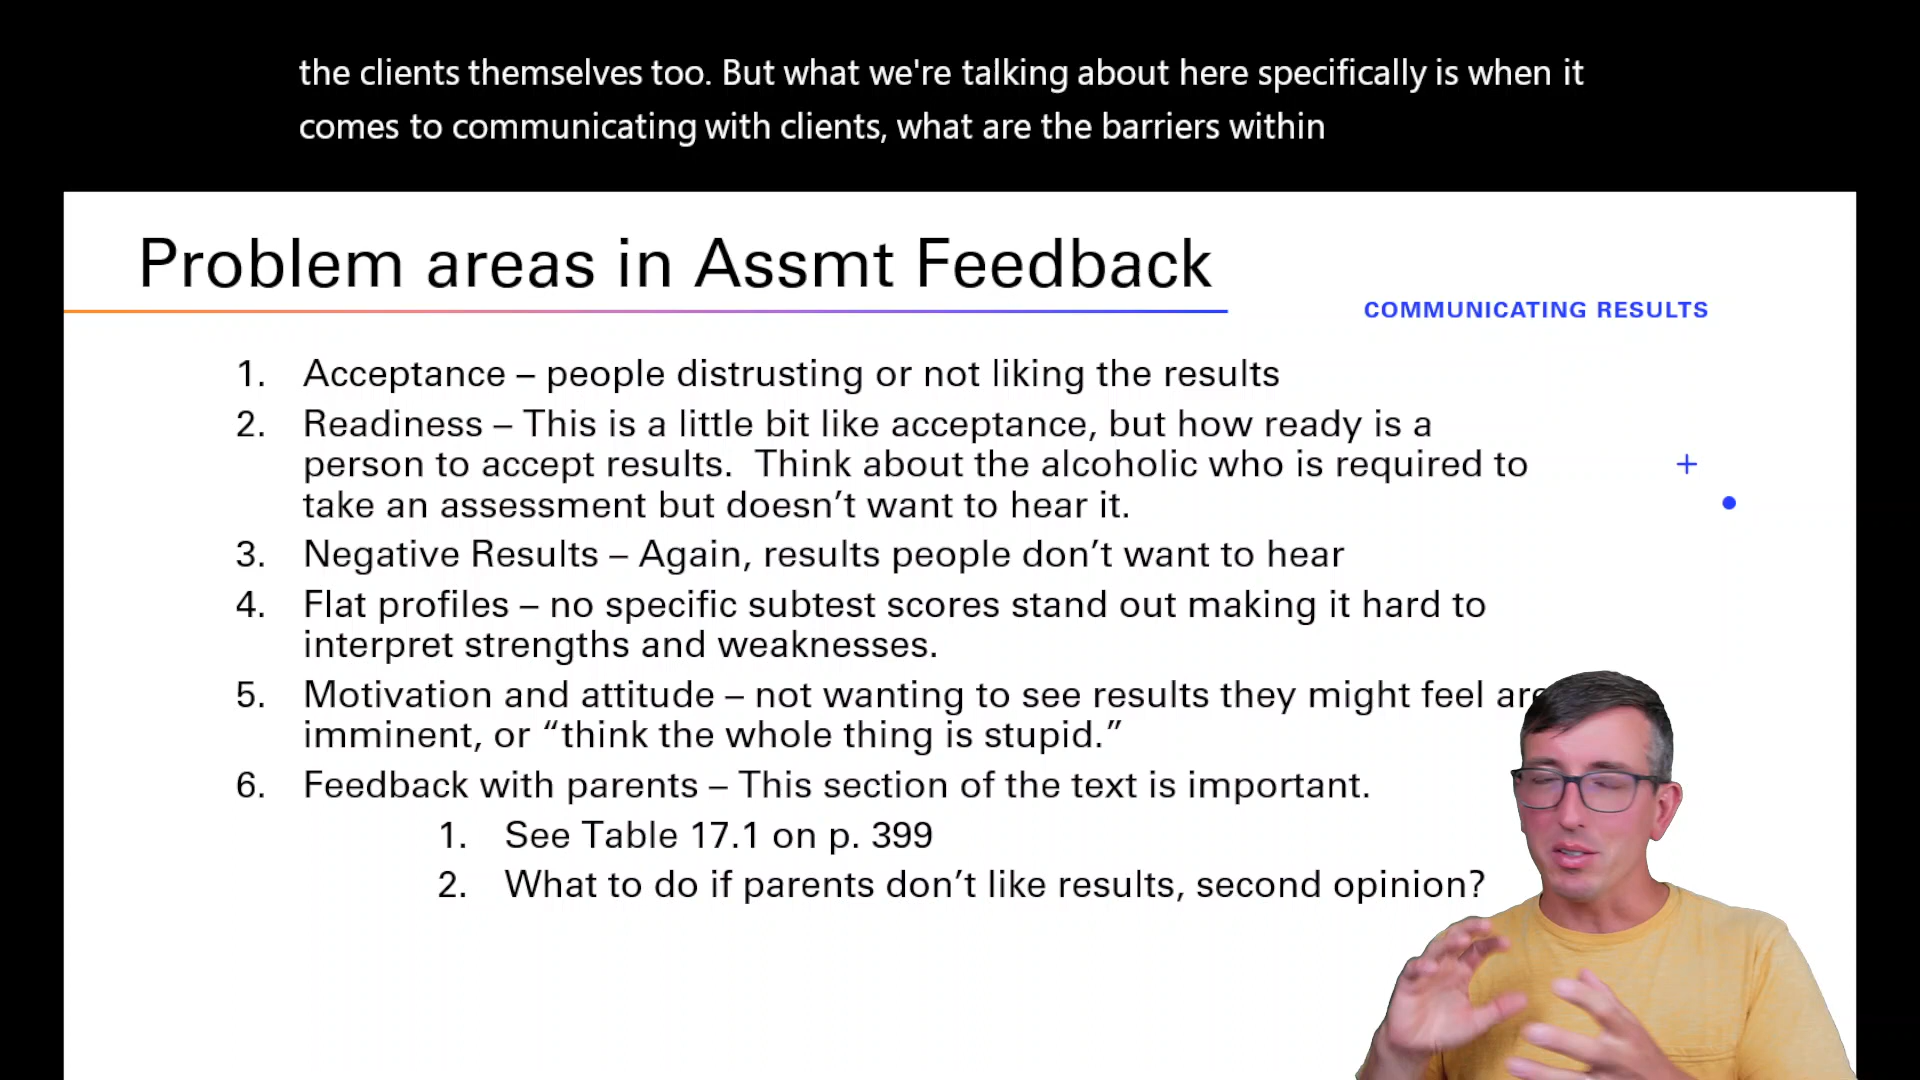 the clients themselves too. But what we're talking about here specifically is when it
comes to communicating with clients, what are the barriers within
Problem areas in Assmt Feedback
COMMUNICATING RESULTS
1. Acceptance – people distrusting or not liking the results
2. Readiness – This is a little bit like acceptance, but how ready is a
person to accept results.  Think about the alcoholic who is required to
take an assessment but doesn’t want to hear it.
3. Negative Results – Again, results people don’t want to hear
4. Flat profiles – no specific subtest scores stand out making it hard to
interpret strengths and weaknesses.
5. Motivation and attitude – not wanting to see results they might feel are
imminent, or “think the whole thing is stupid.”
6. Feedback with parents – This section of the text is important.
1. See Table 17.1 on p. 399
2. What to do if parents don’t like results, second opinion?